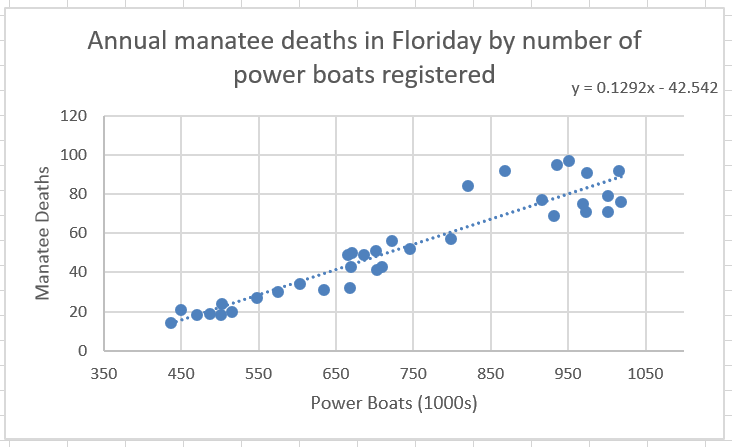 Annual manatee deaths in Floriday by number of
power boats registered
y = 0.1292x - 42.542
120
100
80
60
40
20
0
Manatee Deaths
350 450 550 650 750 850 950 1050
Power Boats (1000s)